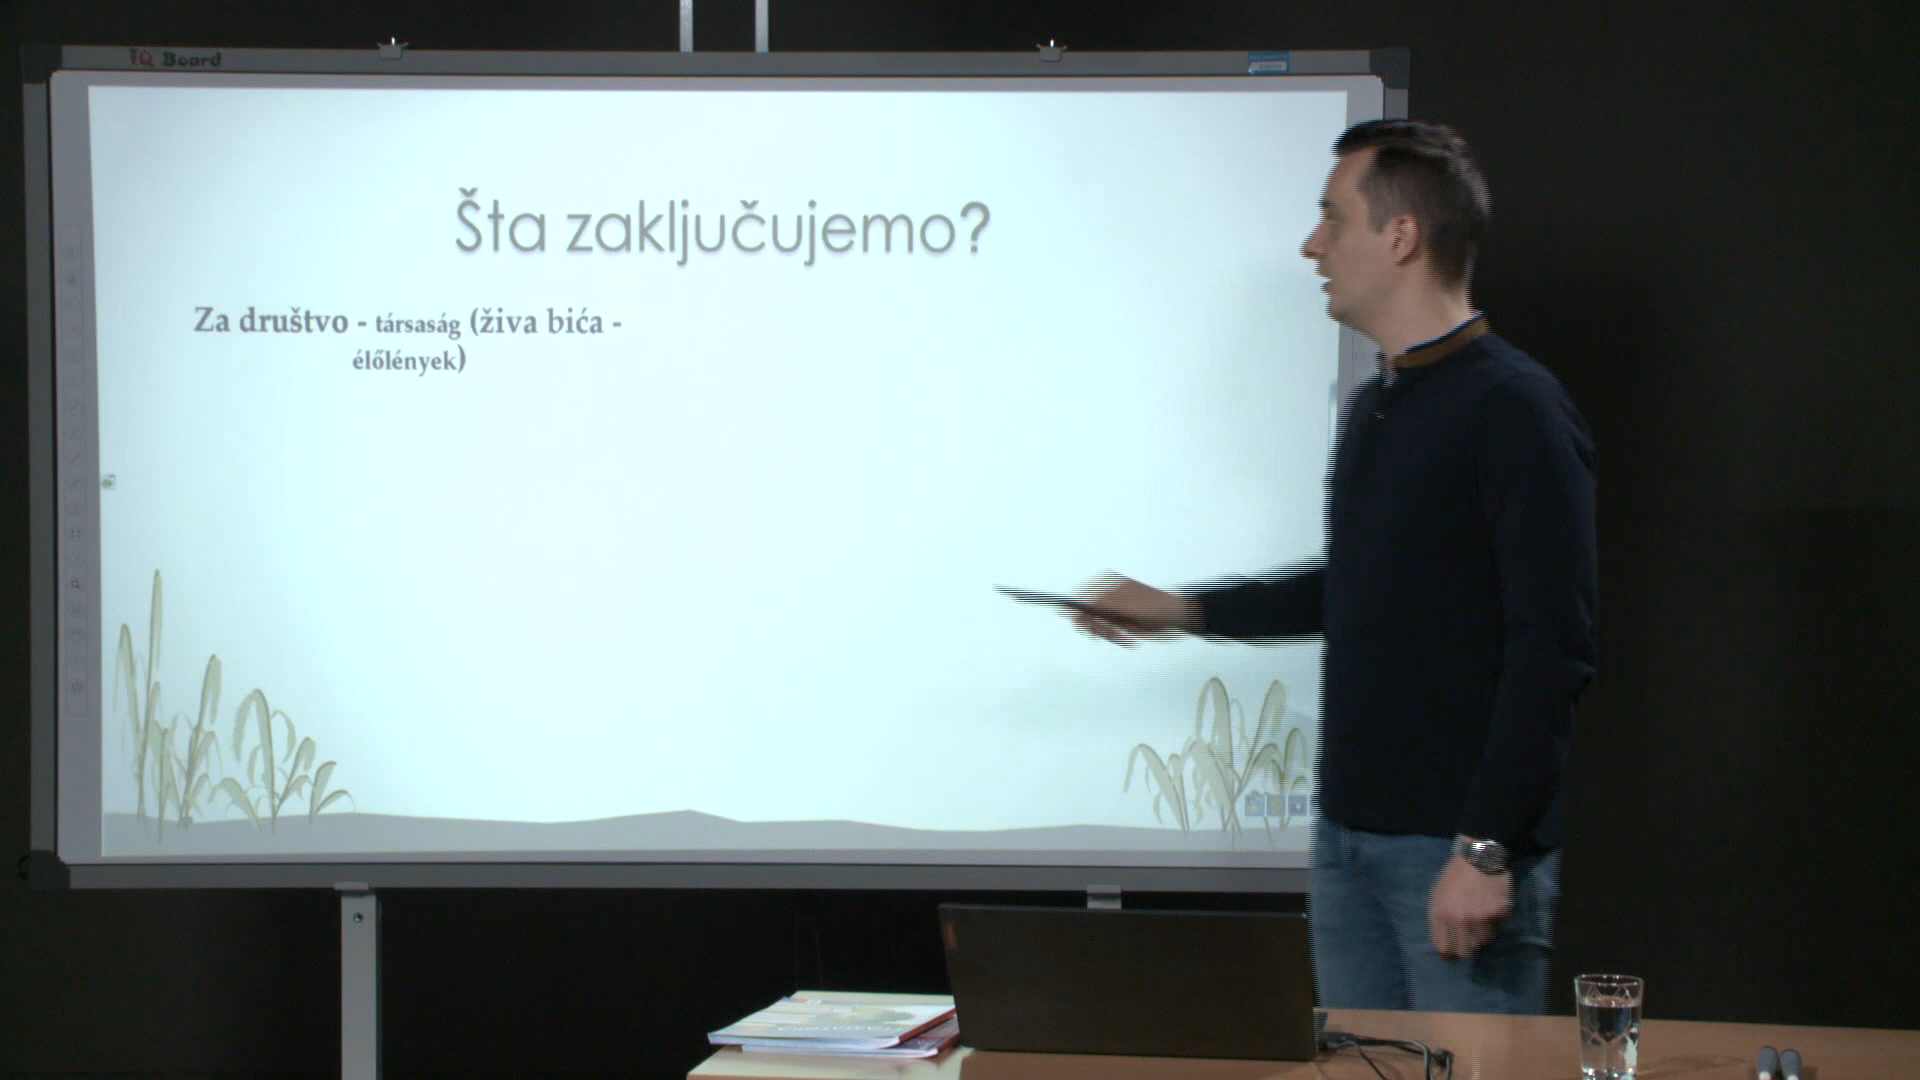 IQ Board
Šta zaključujemo?
Za društvo - társaság (živa bića -
élőlények)